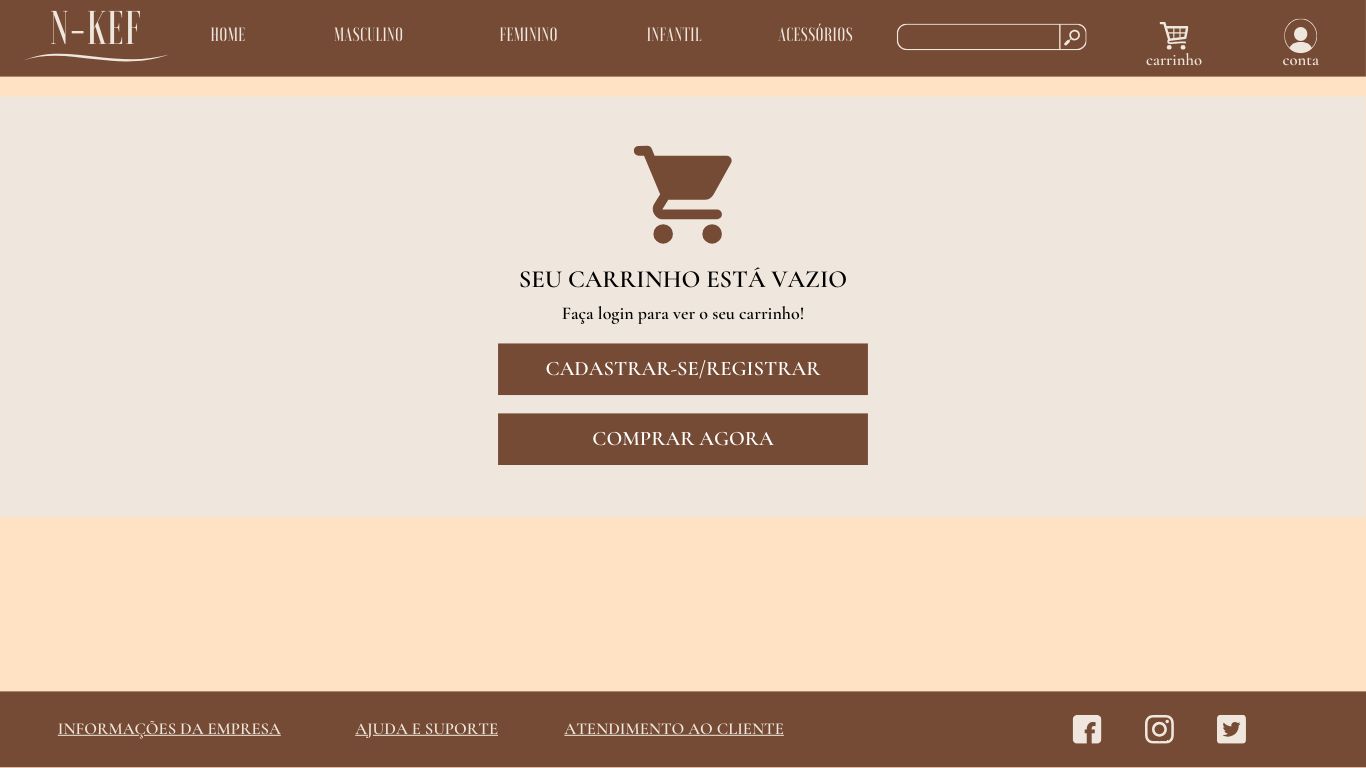 N-KEF
HOME
MASCULINO
FEMININO
INFANTIL
ACESSÓRIOS
carrinho
conta
SEU CARRINHO ESTÁ VAZIO
Faça login para ver o seu carrinho!
CADASTRAR-SE/REGISTRAR
COMPRAR AGORA
INFORMAÇÕES DA EMPRESA
AJUDA E SUPORTE
ATENDIMENTO AO CLIENTE